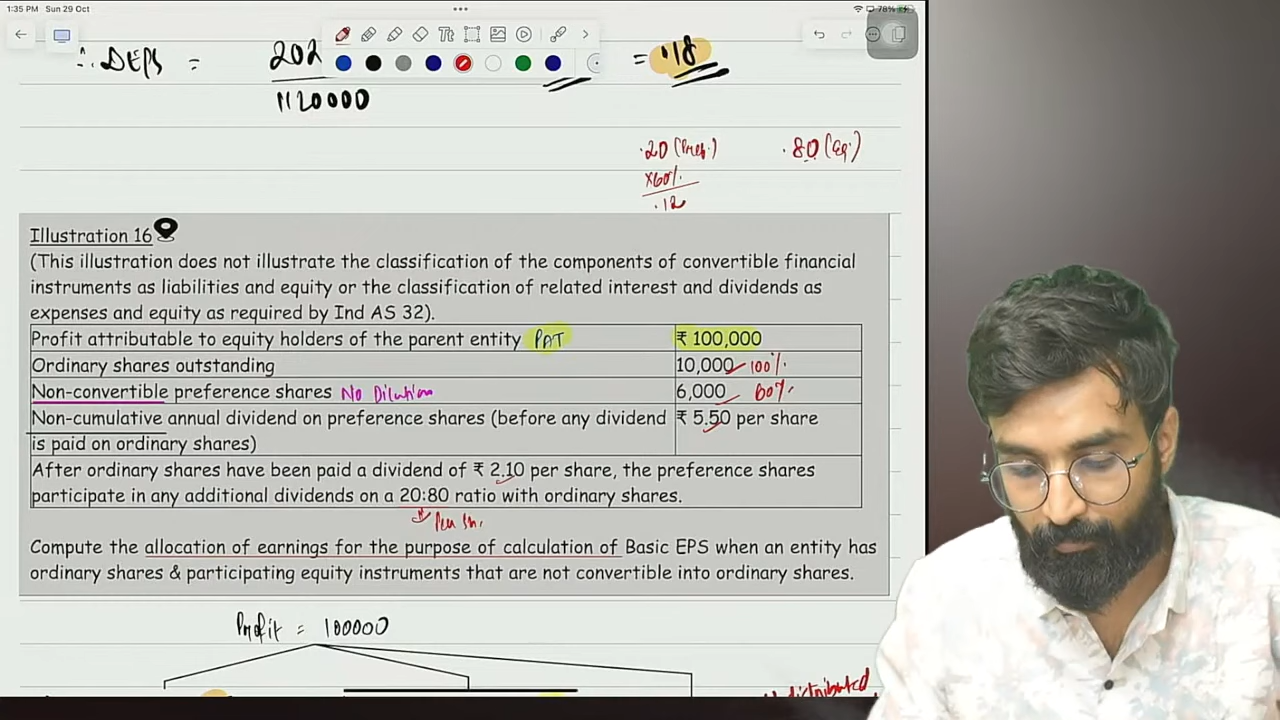 1:35 PM Sun 29 Oct
78%
∴ DEPS = 202 = .18
1120000
.20 (Pref.) .80 (Eq.)
x60%
.12
Illustration 16
(This illustration does not illustrate the classification of the components of convertible financial
instruments as liabilities and equity or the classification of related interest and dividends as
expenses and equity as required by Ind AS 32).
Profit attributable to equity holders of the parent entity PAT ₹ 100,000
Ordinary shares outstanding 10,000 100%
Non-convertible preference shares No Dilution 6,000 60%
Non-cumulative annual dividend on preference shares (before any dividend ₹ 5.50 per share
is paid on ordinary shares)
After ordinary shares have been paid a dividend of ₹ 2.10 per share, the preference shares
participate in any additional dividends on a 20:80 ratio with ordinary shares.
Per sh.
Compute the allocation of earnings for the purpose of calculation of Basic EPS when an entity has
ordinary shares & participating equity instruments that are not convertible into ordinary shares.
Profit = 100000